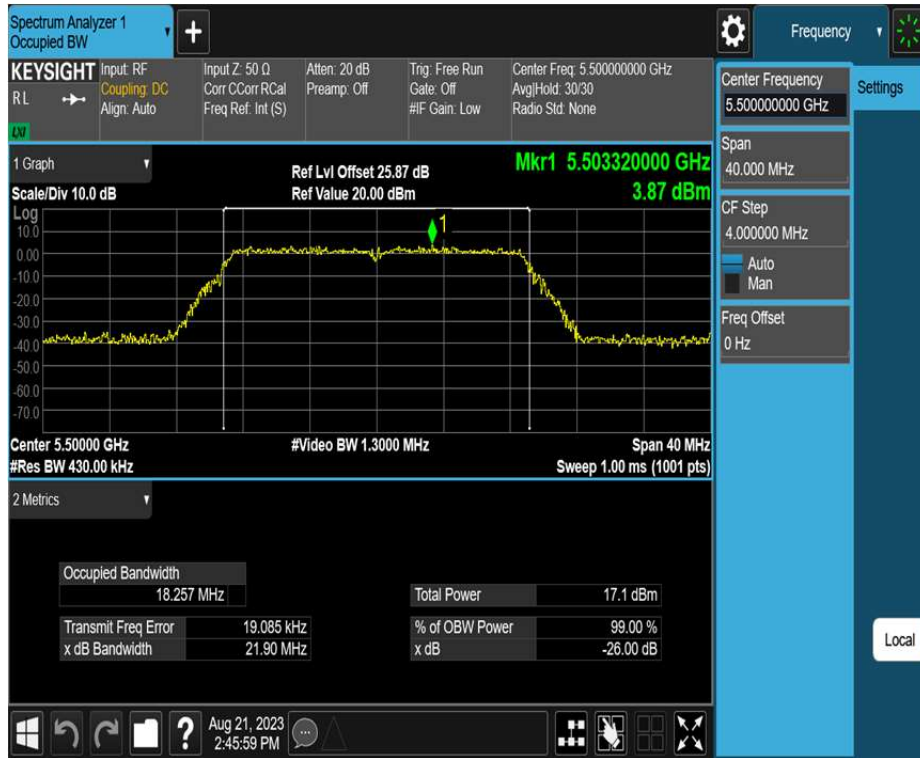 Spectrum Analyzer 1
Occupied BW
+
Frequency
KEYSIGHT
RL
LXI
Input: RF
Coupling: DC
Align: Auto
Input Z: 50 Ω
Corr CCorr RCal
Freq Ref: Int (S)
Atten: 20 dB
Preamp: Off
Trig: Free Run
Gate: Off
#IF Gain: Low
Center Freq: 5.500000000 GHz
Avg|Hold: 30/30
Radio Std: None
Center Frequency
5.500000000 GHz
Settings
Span
40.000 MHz
CF Step
4.000000 MHz
Auto
Man
Freq Offset
0 Hz
Local
1 Graph
Scale/Div 10.0 dB
Ref Lvl Offset 25.87 dB
Ref Value 20.00 dBm
Mkr1 5.503320000 GHz
3.87 dBm
Log
10.0
0.00
-10.0
-20.0
-30.0
-40.0
-50.0
-60.0
-70.0
1
Center 5.50000 GHz
#Video BW 1.3000 MHz
Span 40 MHz
#Res BW 430.00 kHz
Sweep 1.00 ms (1001 pts)
2 Metrics
Occupied Bandwidth
18.257 MHz
Total Power 17.1 dBm
Transmit Freq Error 19.085 kHz
% of OBW Power 99.00 %
x dB Bandwidth 21.90 MHz
x dB -26.00 dB
?
Aug 21, 2023
2:45:59 PM